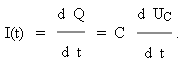 I(t) = d Q / d t = C d U_C / d t .